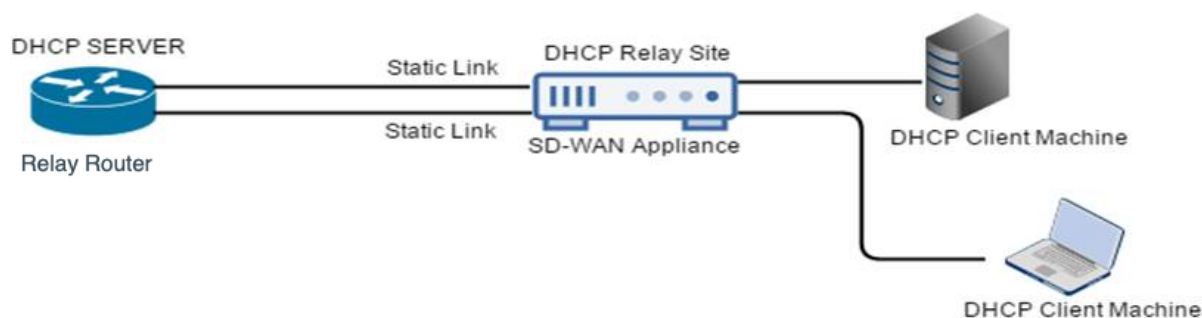 DHCP SERVER
Relay Router
Static Link
Static Link
DHCP Relay Site
SD-WAN Appliance
DHCP Client Machine
DHCP Client Machine